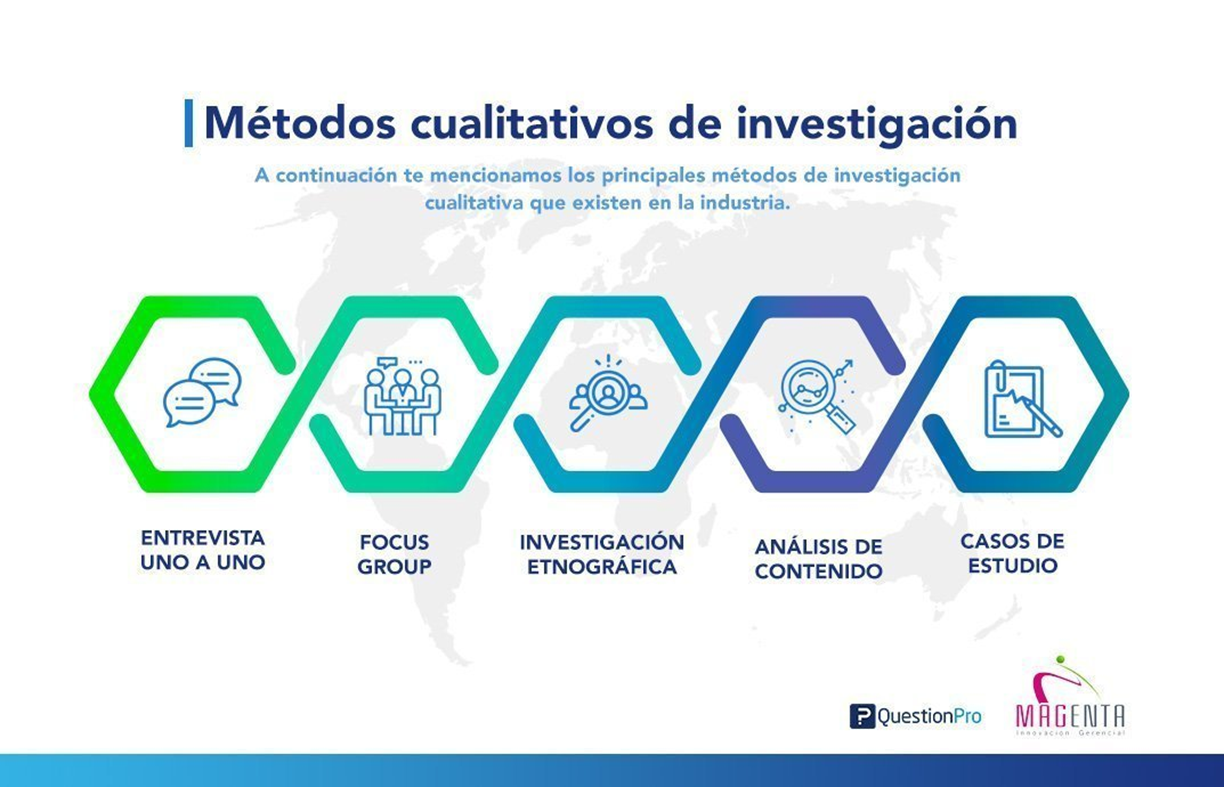 Métodos cualitativos de investigación
A continuación te mencionamos los principales métodos de investigación
cualitativa que existen en la industria.
ENTREVISTA
UNO A UNO
FOCUS
GROUP
INVESTIGACIÓN
ETNOGRÁFICA
ANÁLISIS DE
CONTENIDO
CASOS DE
ESTUDIO
QuestionPro
MAGENTA
Innovación Gerencial